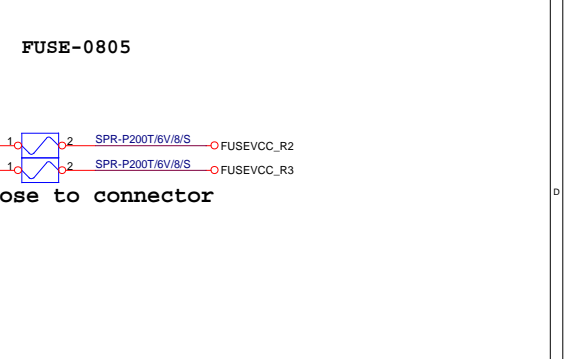 FUSE-0805
1 2 SPR-P200T/6V/8/S FUSEVCC_R2
1 2 SPR-P200T/6V/8/S FUSEVCC_R3
ose to connector
D